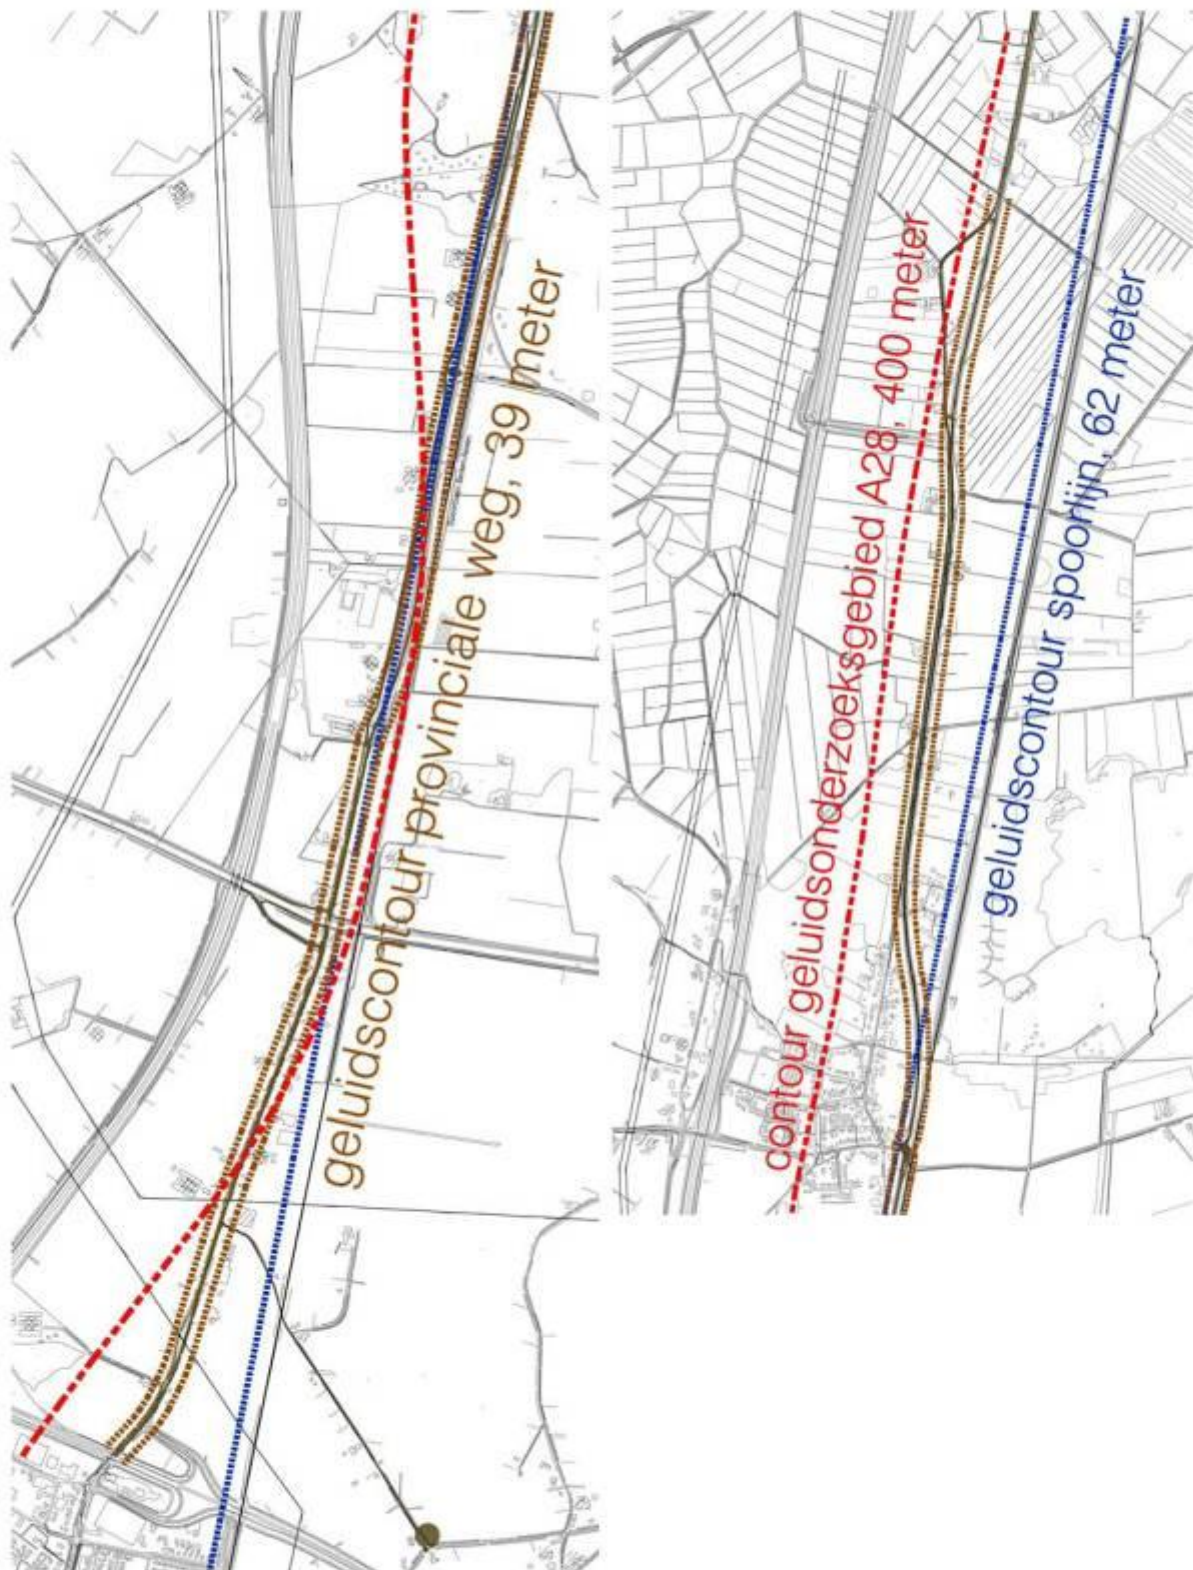 geluidscontour provinciale weg, 39 meter
contour geluidsonderzoeksgebied A28, 400 meter
geluidscontour spoorlijn, 62 meter